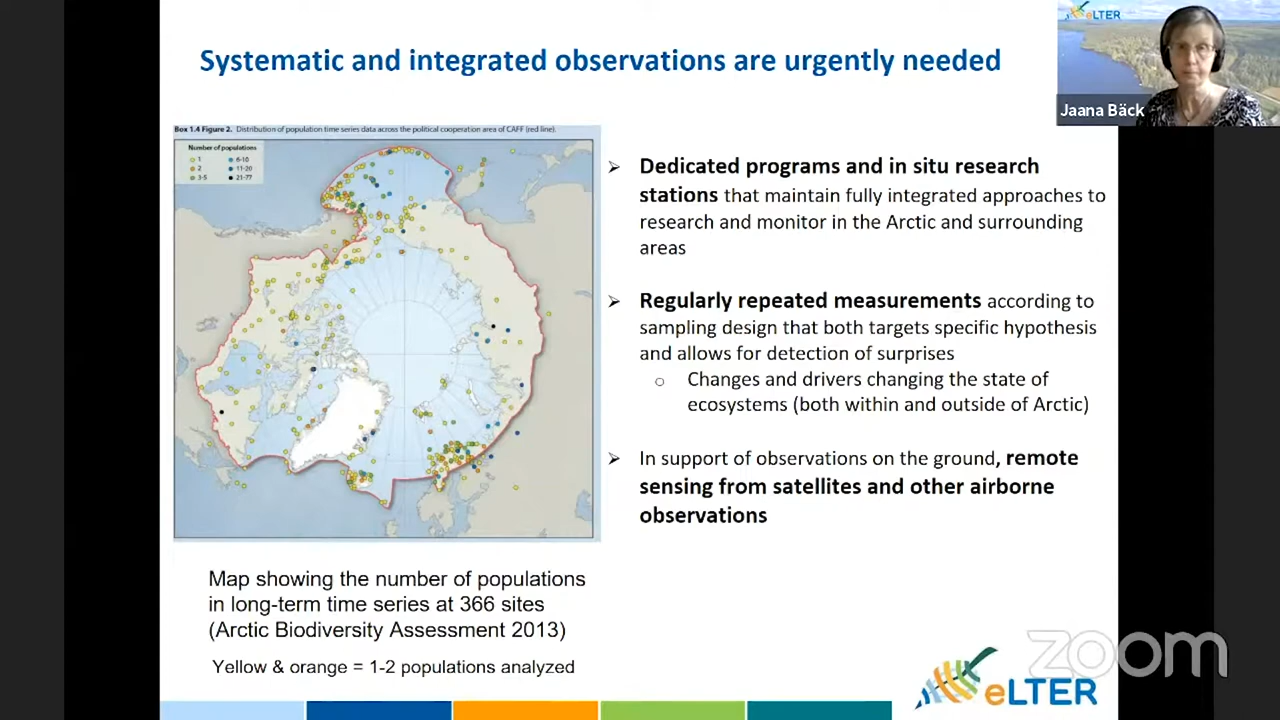 Systematic and integrated observations are urgently needed
eLTER
Jaana Bäck
Box 1.4 Figure 2. Distribution of population time series data across the political cooperation area of CAFF (red line).
Number of populations
1
6-10
2
11-20
3-5
21-77
➢ Dedicated programs and in situ research
stations that maintain fully integrated approaches to
research and monitor in the Arctic and surrounding
areas
➢ Regularly repeated measurements according to
sampling design that both targets specific hypothesis
and allows for detection of surprises
o Changes and drivers changing the state of
ecosystems (both within and outside of Arctic)
➢ In support of observations on the ground, remote
sensing from satellites and other airborne
observations
Map showing the number of populations
in long-term time series at 366 sites
(Arctic Biodiversity Assessment 2013)
Yellow & orange = 1-2 populations analyzed
eLTER
zoom